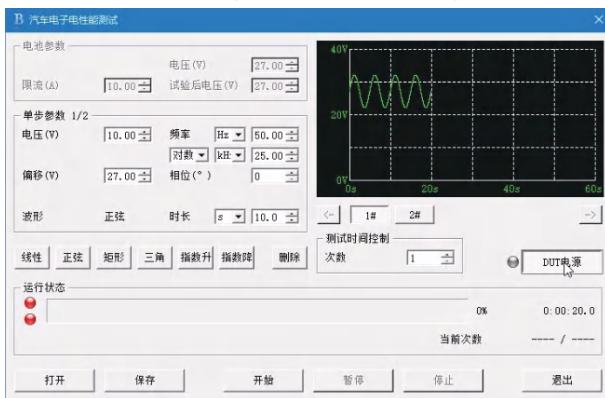 B 汽车电子电性能测试 ×
电池参数
电压(V) 27.00
限流(A) 10.00 试验后电压(V) 27.00
单步参数 1/2
电压(V) 10.00 频率 Hz 50.00
对数 kH: 25.00
偏移(V) 27.00 相位(°) 0
波形 正弦 时长 s 10.0
线性 正弦 矩形 三角 指数升 指数降 删除
40V
20V
0V
0s 20s 40s 60s
<- 1# 2# ->
测试时间控制
次数 1
DUT电源
运行状态
0% 0:00:20.0
当前次数 ---- / ----
打开 保存 开始 暂停 停止 退出